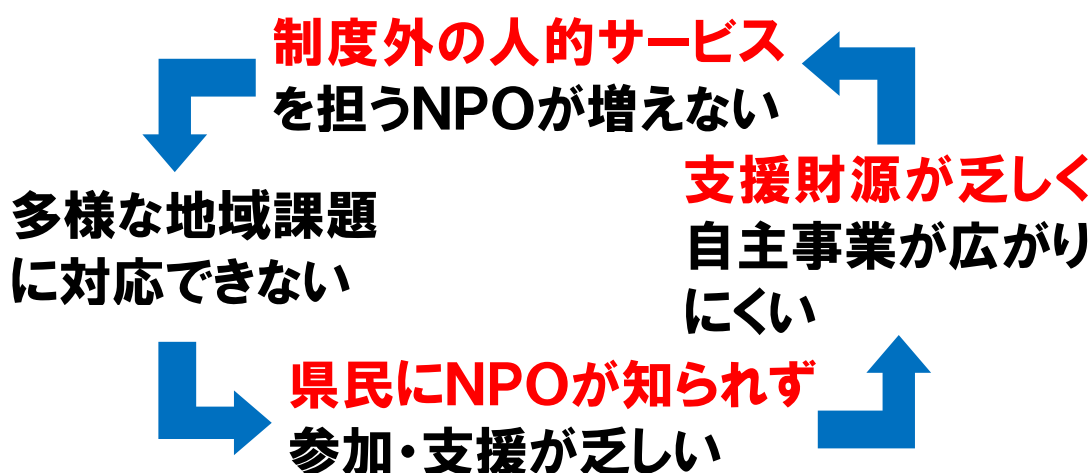 制度外の人的サービス
を担うNPOが増えない
多様な地域課題
に対応できない
県民にNPOが知られず
参加・支援が乏しい
支援財源が乏しく
自主事業が広がり
にくい